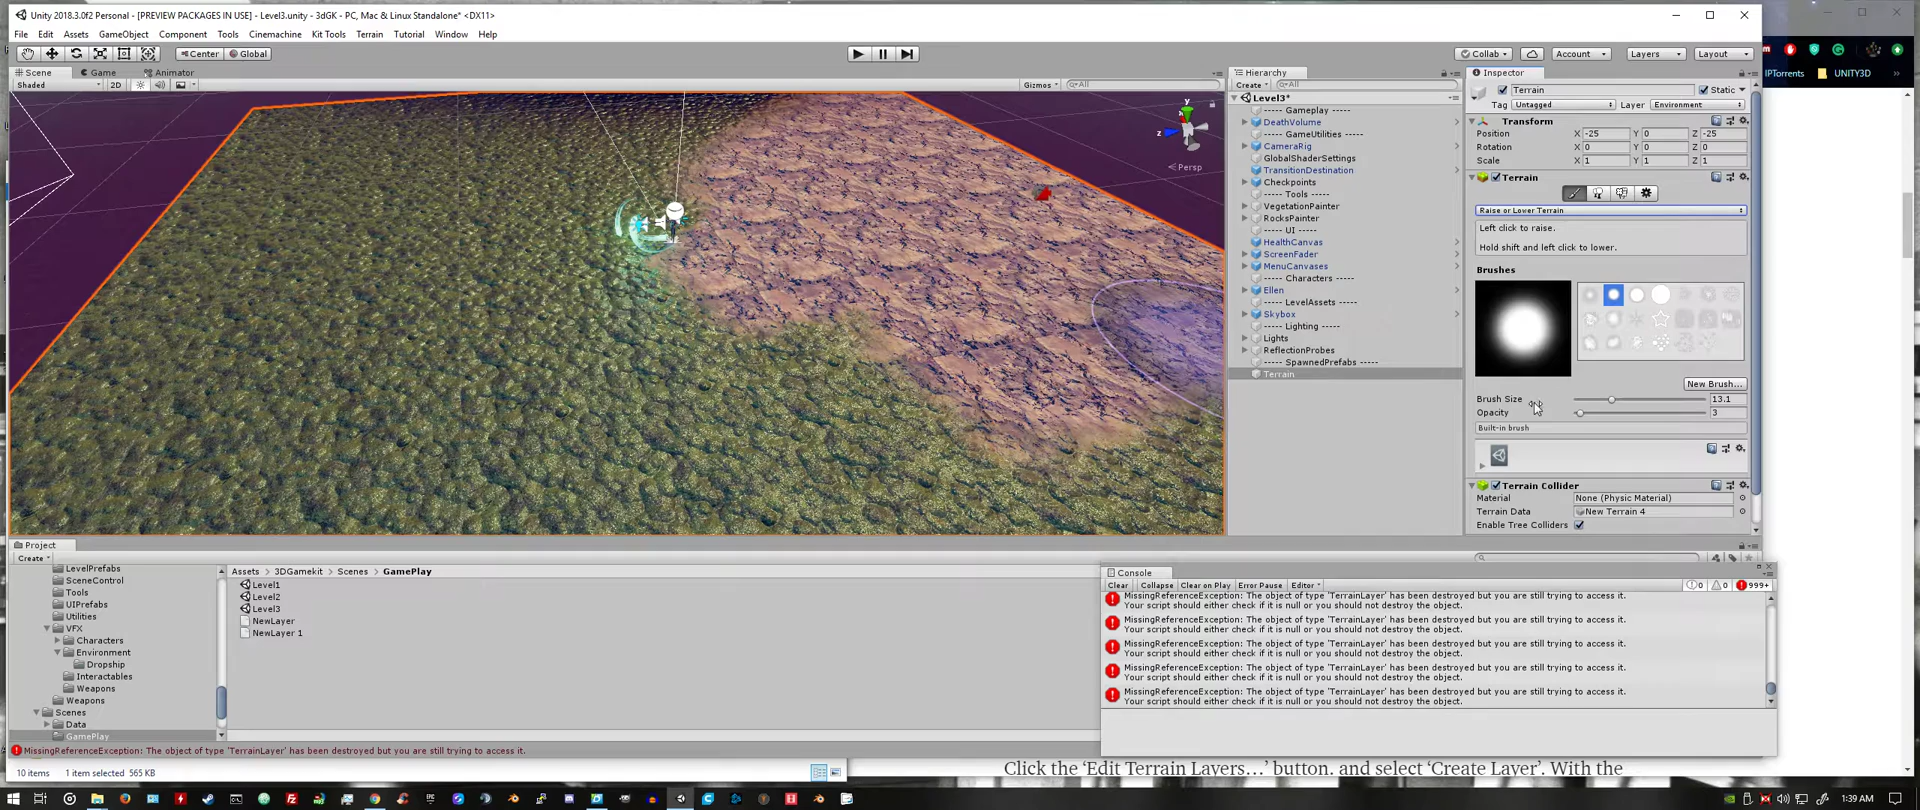 Unity 2018.3.0f2 Personal - [PREVIEW PACKAGES IN USE] - Level3.unity - 3dGK - PC, Mac & Linux Standalone* <DX11>
File Edit Assets GameObject Component Tools Cinemachine Kit Tools Terrain Tutorial Window Help
Center Global Collab Account Layers Layout
IPTorrents UNITY3D
Scene Game Animator
Shaded 2D Gizmos All
y
z
Persp
Hierarchy
Create All
Level3*
----- Gameplay -----
DeathVolume
----- GameUtilities -----
CameraRig
GlobalShaderSettings
TransitionDestination
Checkpoints
----- Tools -----
VegetationPainter
RocksPainter
----- UI -----
HealthCanvas
ScreenFader
MenuCanvases
----- Characters -----
Ellen
----- LevelAssets -----
Skybox
----- Lighting -----
Lights
ReflectionProbes
----- SpawnedPrefabs -----
Terrain
Inspector
Terrain Static
Tag Untagged Layer Environment
Transform
Position X -25 Y 0 Z -25
Rotation X 0 Y 0 Z 0
Scale X 1 Y 1 Z 1
Terrain
Raise or Lower Terrain
Left click to raise.
Hold shift and left click to lower.
Brushes
New Brush...
Brush Size 13.1
Opacity 3
Built-in brush
Terrain Collider
Material None (Physic Material)
Terrain Data New Terrain 4
Enable Tree Colliders
Project
Create
LevelPrefabs
SceneControl
Tools
UIPrefabs
Utilities
VFX
Characters
Environment
Dropship
Interactables
Weapons
Weapons
Scenes
Data
GamePlay
Assets 3DGamekit Scenes GamePlay
Level1
Level2
Level3
NewLayer
NewLayer 1
Console
Clear Collapse Clear on Play Error Pause Editor 0 0 999+
MissingReferenceException: The object of type 'TerrainLayer' has been destroyed but you are still trying to access it.
Your script should either check if it is null or you should not destroy the object.
MissingReferenceException: The object of type 'TerrainLayer' has been destroyed but you are still trying to access it.
Your script should either check if it is null or you should not destroy the object.
MissingReferenceException: The object of type 'TerrainLayer' has been destroyed but you are still trying to access it.
Your script should either check if it is null or you should not destroy the object.
MissingReferenceException: The object of type 'TerrainLayer' has been destroyed but you are still trying to access it.
Your script should either check if it is null or you should not destroy the object.
MissingReferenceException: The object of type 'TerrainLayer' has been destroyed but you are still trying to access it.
Your script should either check if it is null or you should not destroy the object.
MissingReferenceException: The object of type 'TerrainLayer' has been destroyed but you are still trying to access it.
10 items 1 item selected 565 KB
Click the ‘Edit Terrain Layers…’ button. and select ‘Create Layer’. With the
1:39 AM